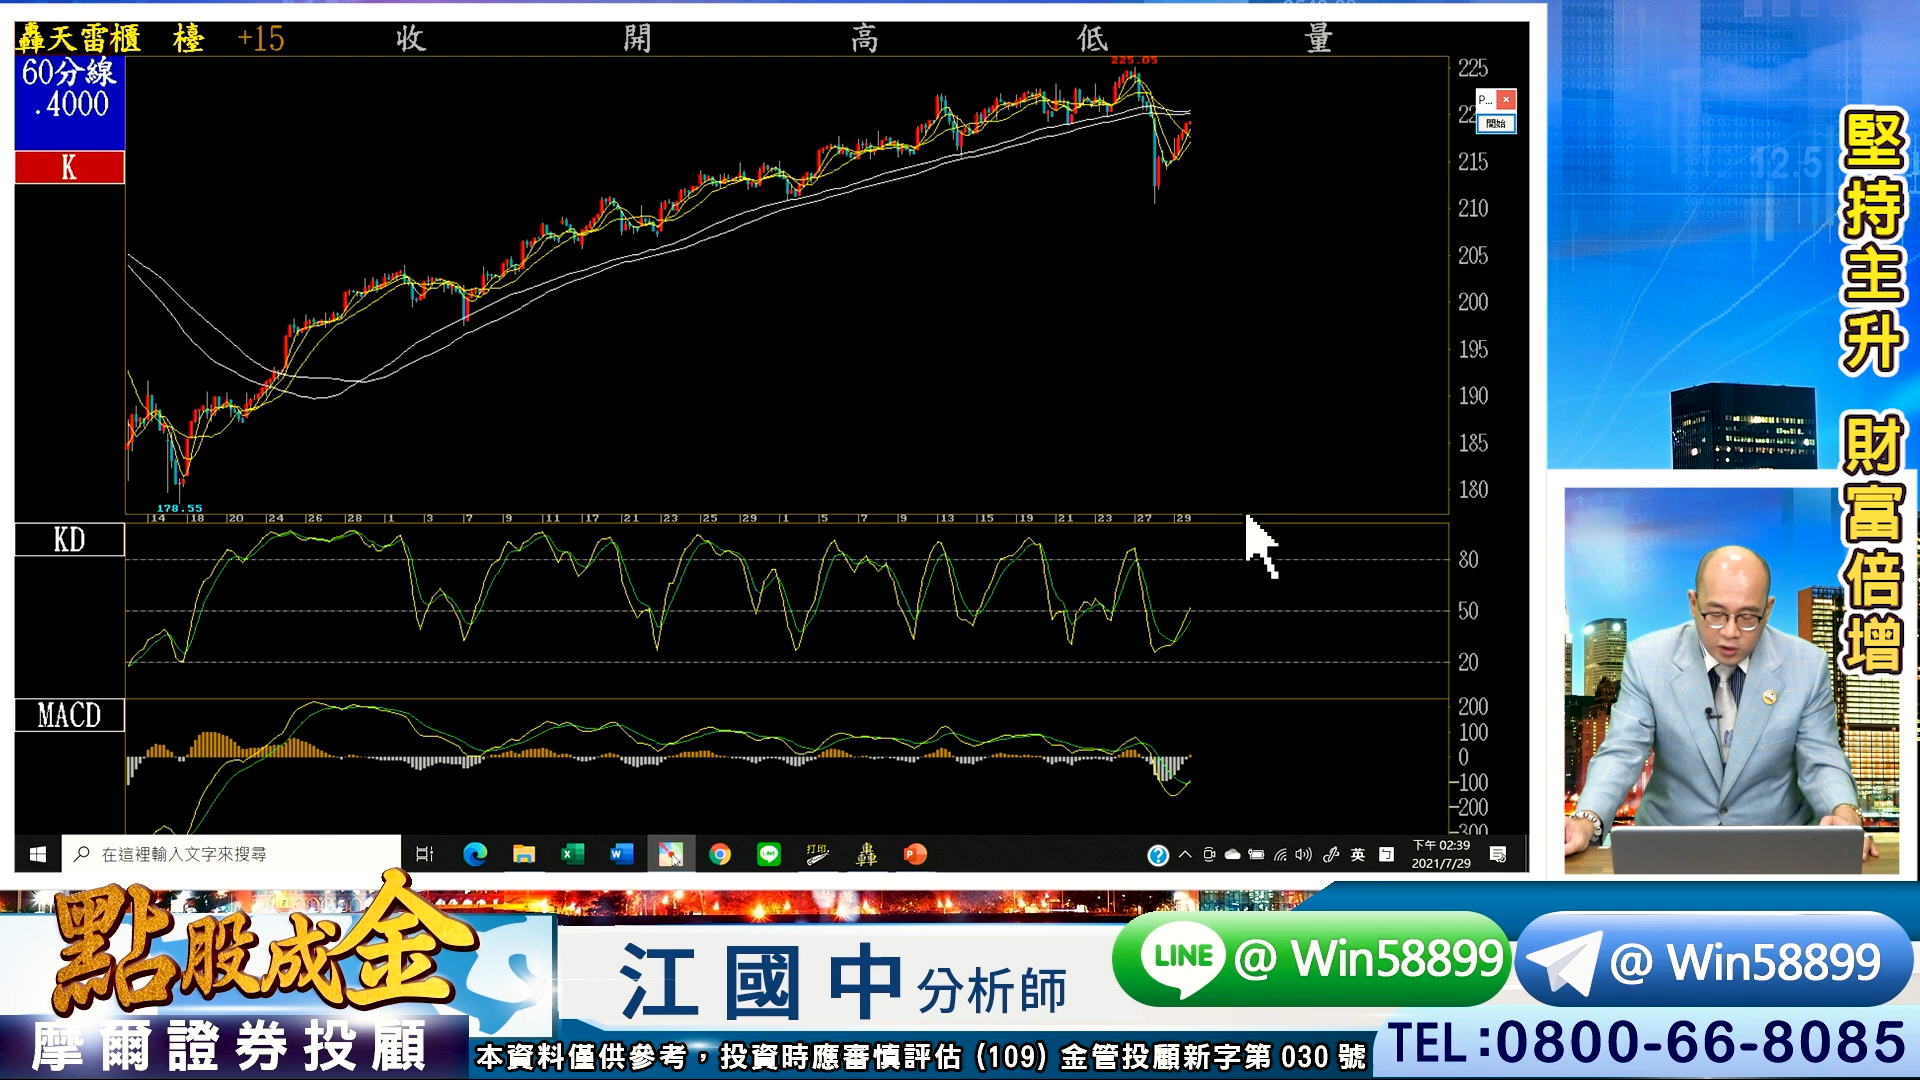 轟天雷櫃 檯 +15 收 開 高 低 量
60分線
.4000
K
225.05
225
22
215
210
205
200
195
190
185
180
178.55
P... ×
開始
14 18 20 24 26 28 1 3 7 9 11 17 21 23 25 29 1 5 7 9 13 15 19 21 23 27 29
KD
80
50
20
MACD
200
100
0
-100
-200
-300
在這裡輸入文字來搜尋
英
下午 02:39
2021/7/29
堅持主升 財富倍增
點股成金
摩爾證券投顧
江國中 分析師
LINE @ Win58899
@ Win58899
TEL:0800-66-8085
本資料僅供參考,投資時應審慎評估 (109) 金管投顧新字第 030 號